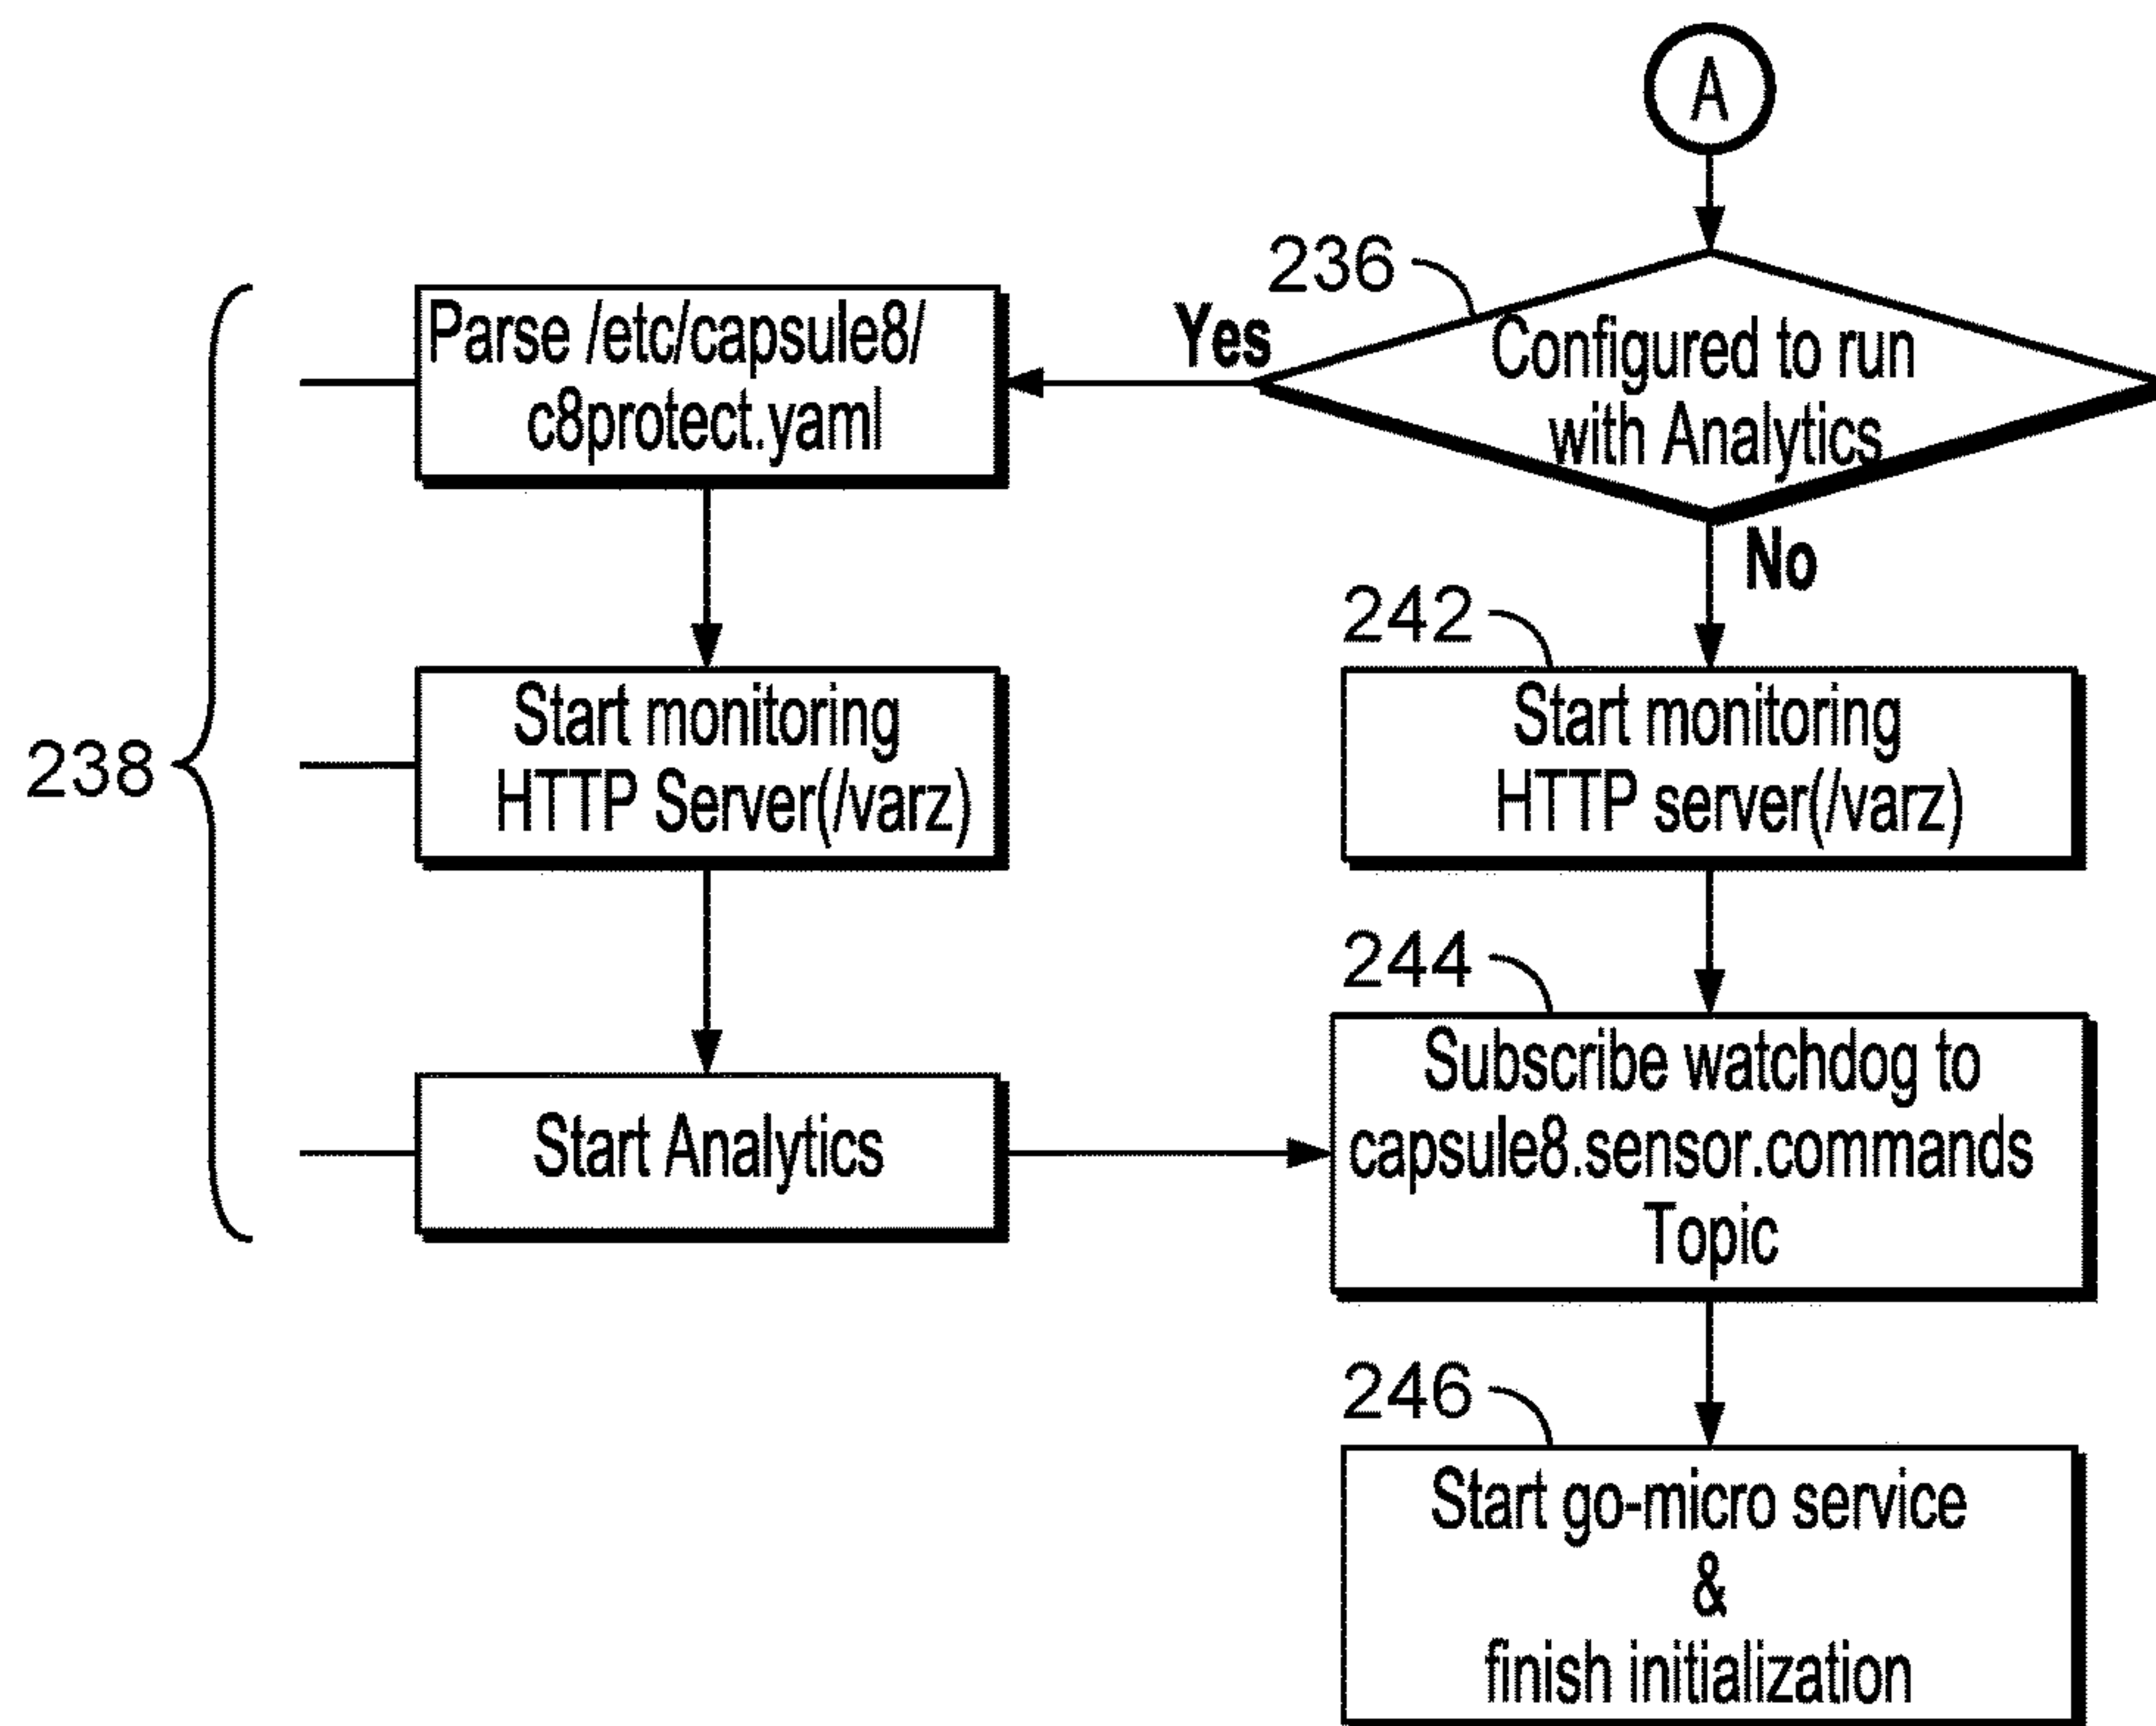 A
236
Configured to run
with Analytics
Yes
No
Parse /etc/capsule8/
c8protect.yaml
Start monitoring
HTTP Server(/varz)
Start Analytics
238
242
Start monitoring
HTTP server(/varz)
244
Subscribe watchdog to
capsule8.sensor.commands
Topic
246
Start go-micro service
&
finish initialization